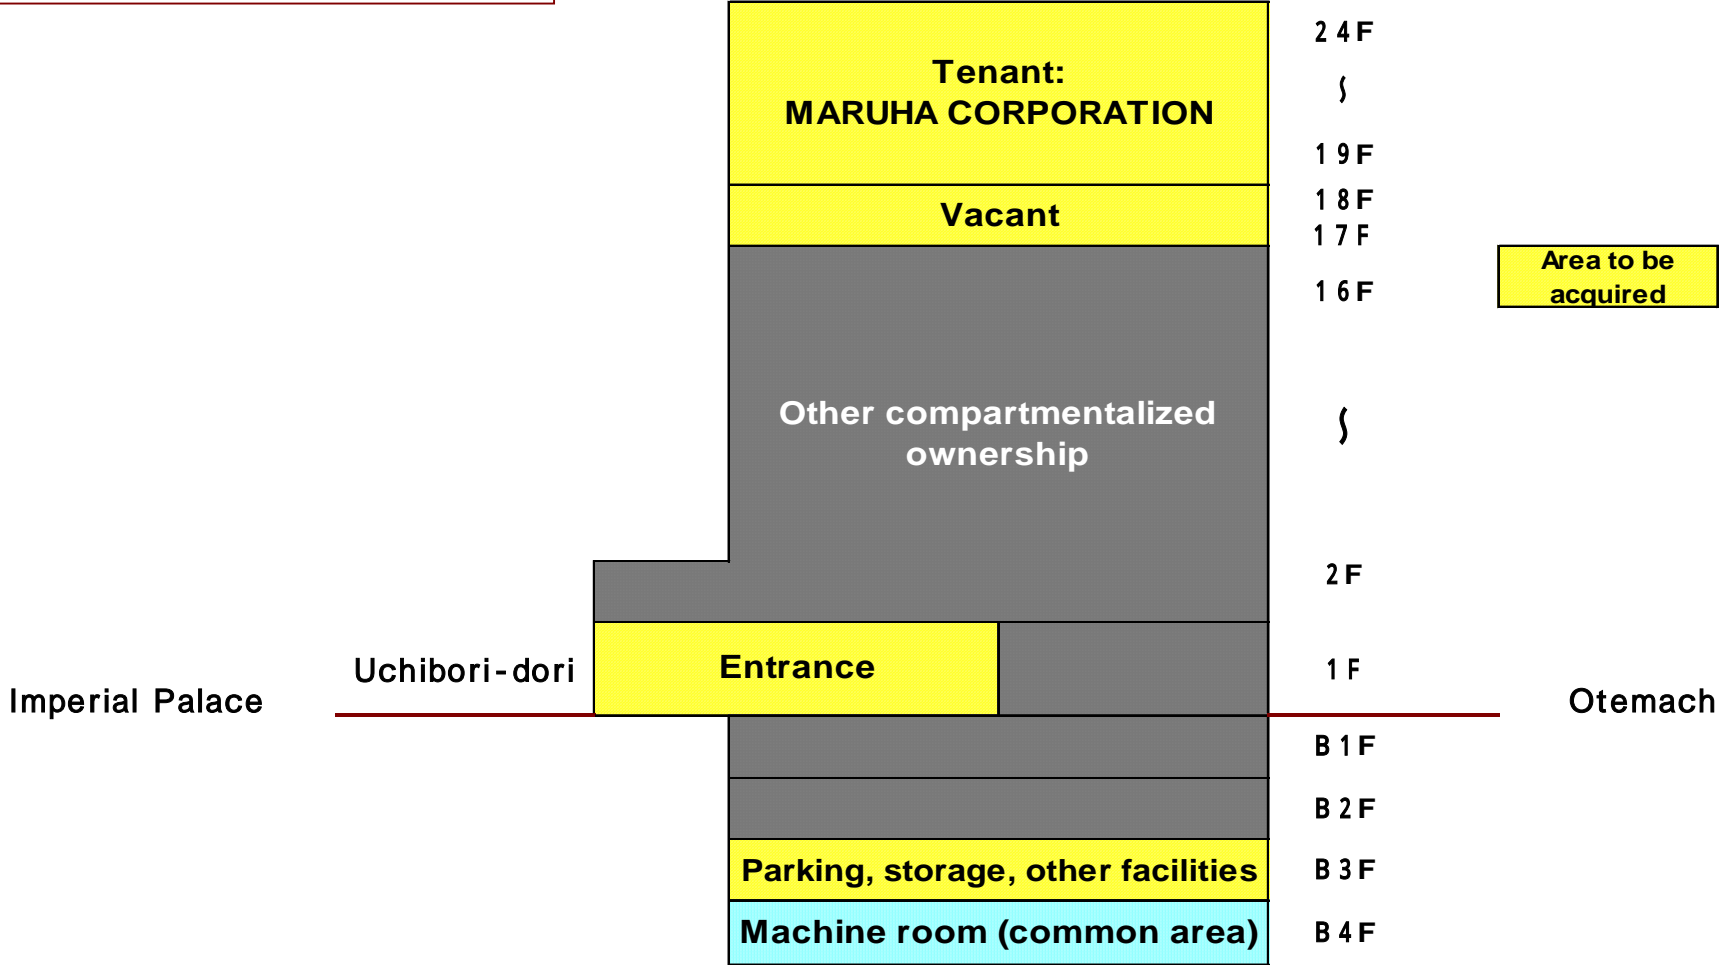 24F
Tenant:
MARUHA CORPORATION
~
19F
18F
Vacant
17F
Area to be
acquired
16F
Other compartmentalized
ownership
~
2F
Uchibori-dori
Entrance
1F
Imperial Palace
Otemach
B1F
B2F
Parking, storage, other facilities
B3F
Machine room (common area)
B4F